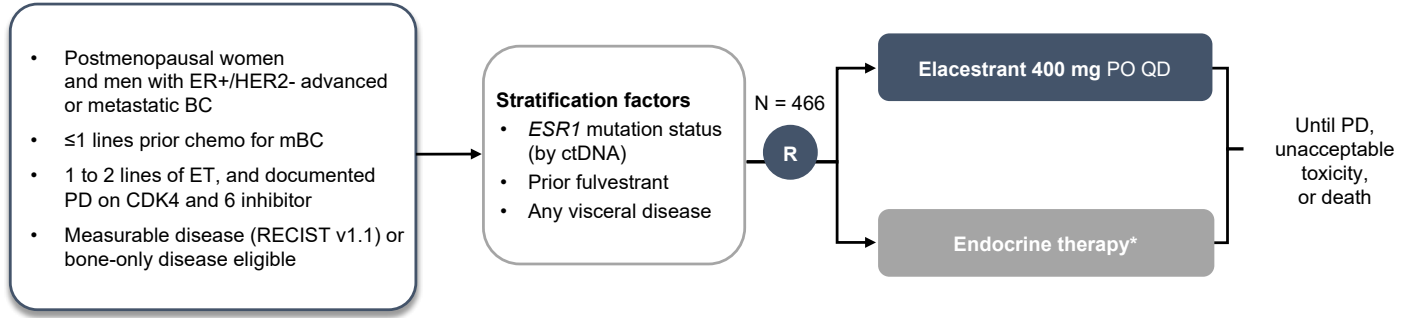 • Postmenopausal women
and men with ER+/HER2- advanced
or metastatic BC
• ≤1 lines prior chemo for mBC
• 1 to 2 lines of ET, and documented
PD on CDK4 and 6 inhibitor
• Measurable disease (RECIST v1.1) or
bone-only disease eligible
Stratification factors
• ESR1 mutation status
(by ctDNA)
• Prior fulvestrant
• Any visceral disease
N = 466
R
Elacestrant 400 mg PO QD
Endocrine therapy*
Until PD,
unacceptable
toxicity,
or death